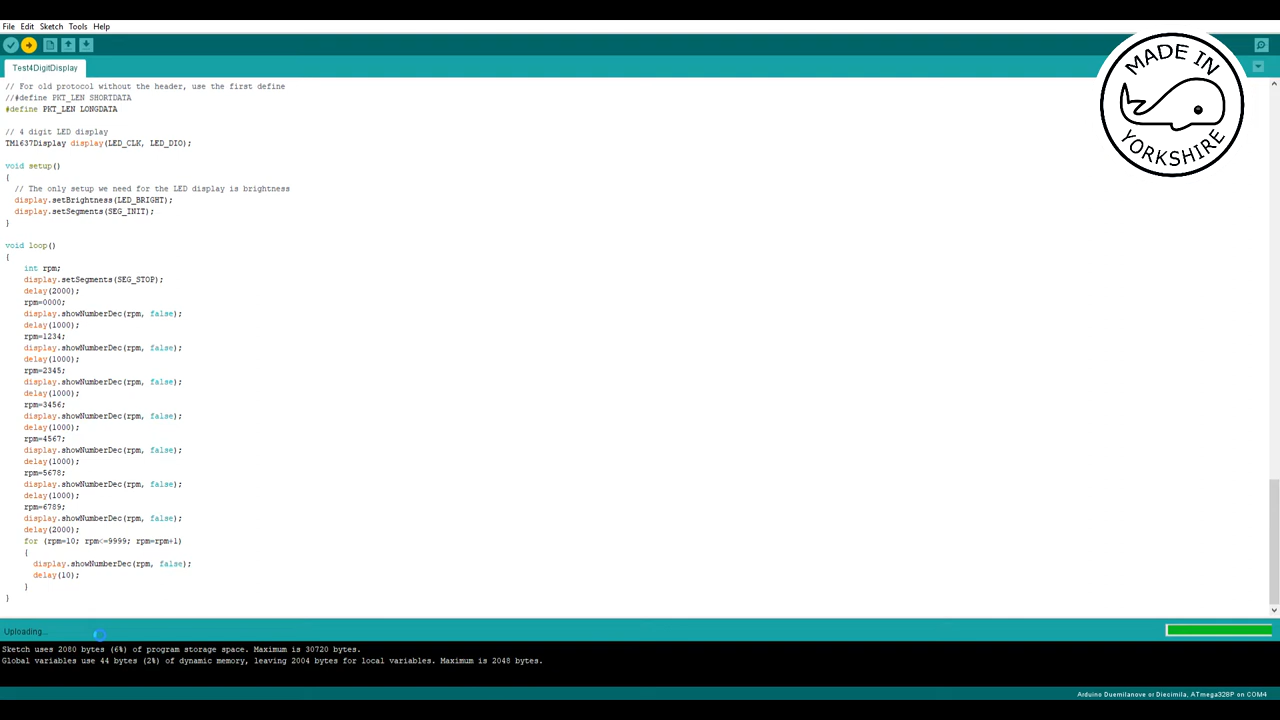 File Edit Sketch Tools Help
Test4DigitDisplay
MADE IN
YORKSHIRE
// For old protocol without the header, use the first define
//#define PKT_LEN SHORTDATA
#define PKT_LEN LONGDATA
// 4 digit LED display
TM1637Display display(LED_CLK, LED_DIO);
void setup()
{
// The only setup we need for the LED display is brightness
display.setBrightness(LED_BRIGHT);
display.setSegments(SEG_INIT);
}
void loop()
{
int rpm;
display.setSegments(SEG_STOP);
delay(2000);
rpm=0000;
display.showNumberDec(rpm, false);
delay(1000);
rpm=1234;
display.showNumberDec(rpm, false);
delay(1000);
rpm=2345;
display.showNumberDec(rpm, false);
delay(1000);
rpm=3456;
display.showNumberDec(rpm, false);
delay(1000);
rpm=4567;
display.showNumberDec(rpm, false);
delay(1000);
rpm=5678;
display.showNumberDec(rpm, false);
delay(1000);
rpm=6789;
display.showNumberDec(rpm, false);
delay(2000);
for (rpm=10; rpm<=9999; rpm=rpm+1)
{
display.showNumberDec(rpm, false);
delay(10);
}
}
Uploading...
Sketch uses 2080 bytes (6%) of program storage space. Maximum is 30720 bytes.
Global variables use 44 bytes (2%) of dynamic memory, leaving 2004 bytes for local variables. Maximum is 2048 bytes.
Arduino Duemilanove or Diecimila, ATmega328P on COM4